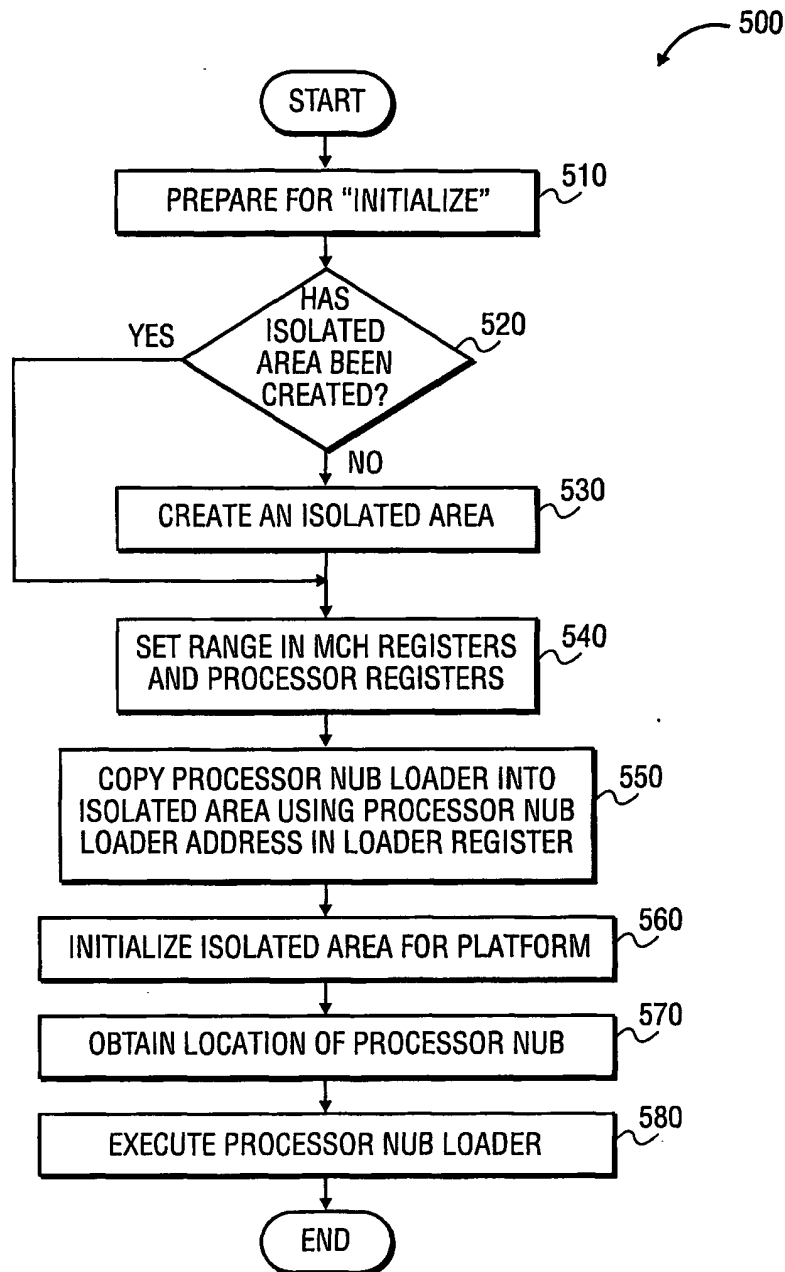 500
START
PREPARE FOR “INITIALIZE”
510
HAS
ISOLATED
AREA BEEN
CREATED?
520
YES
NO
CREATE AN ISOLATED AREA
530
SET RANGE IN MCH REGISTERS
AND PROCESSOR REGISTERS
540
COPY PROCESSOR NUB LOADER INTO
ISOLATED AREA USING PROCESSOR NUB
LOADER ADDRESS IN LOADER REGISTER
550
INITIALIZE ISOLATED AREA FOR PLATFORM
560
OBTAIN LOCATION OF PROCESSOR NUB
570
EXECUTE PROCESSOR NUB LOADER
580
END